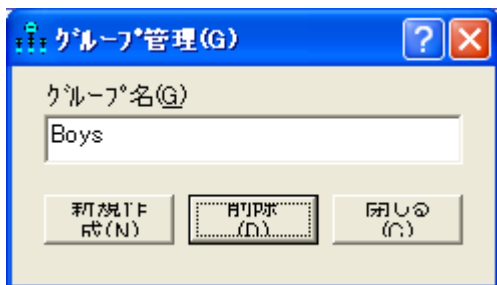 ｸﾞﾙｰﾌﾟ管理(G)
ｸﾞﾙｰﾌﾟ名(G)
Boys
新規作
成(N)
削除
(D)
閉じる
(C)